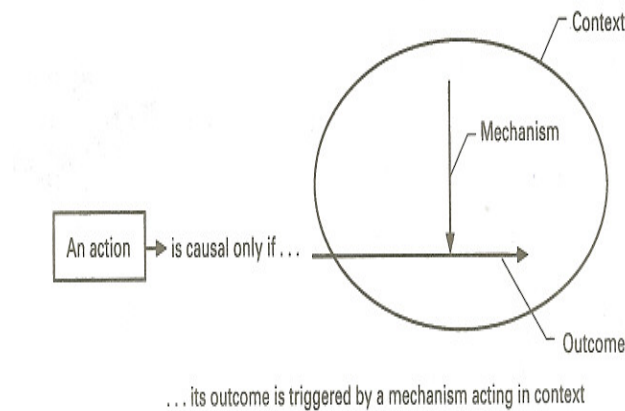 Context
Mechanism
An action
is causal only if . . .
Outcome
. . . its outcome is triggered by a mechanism acting in context